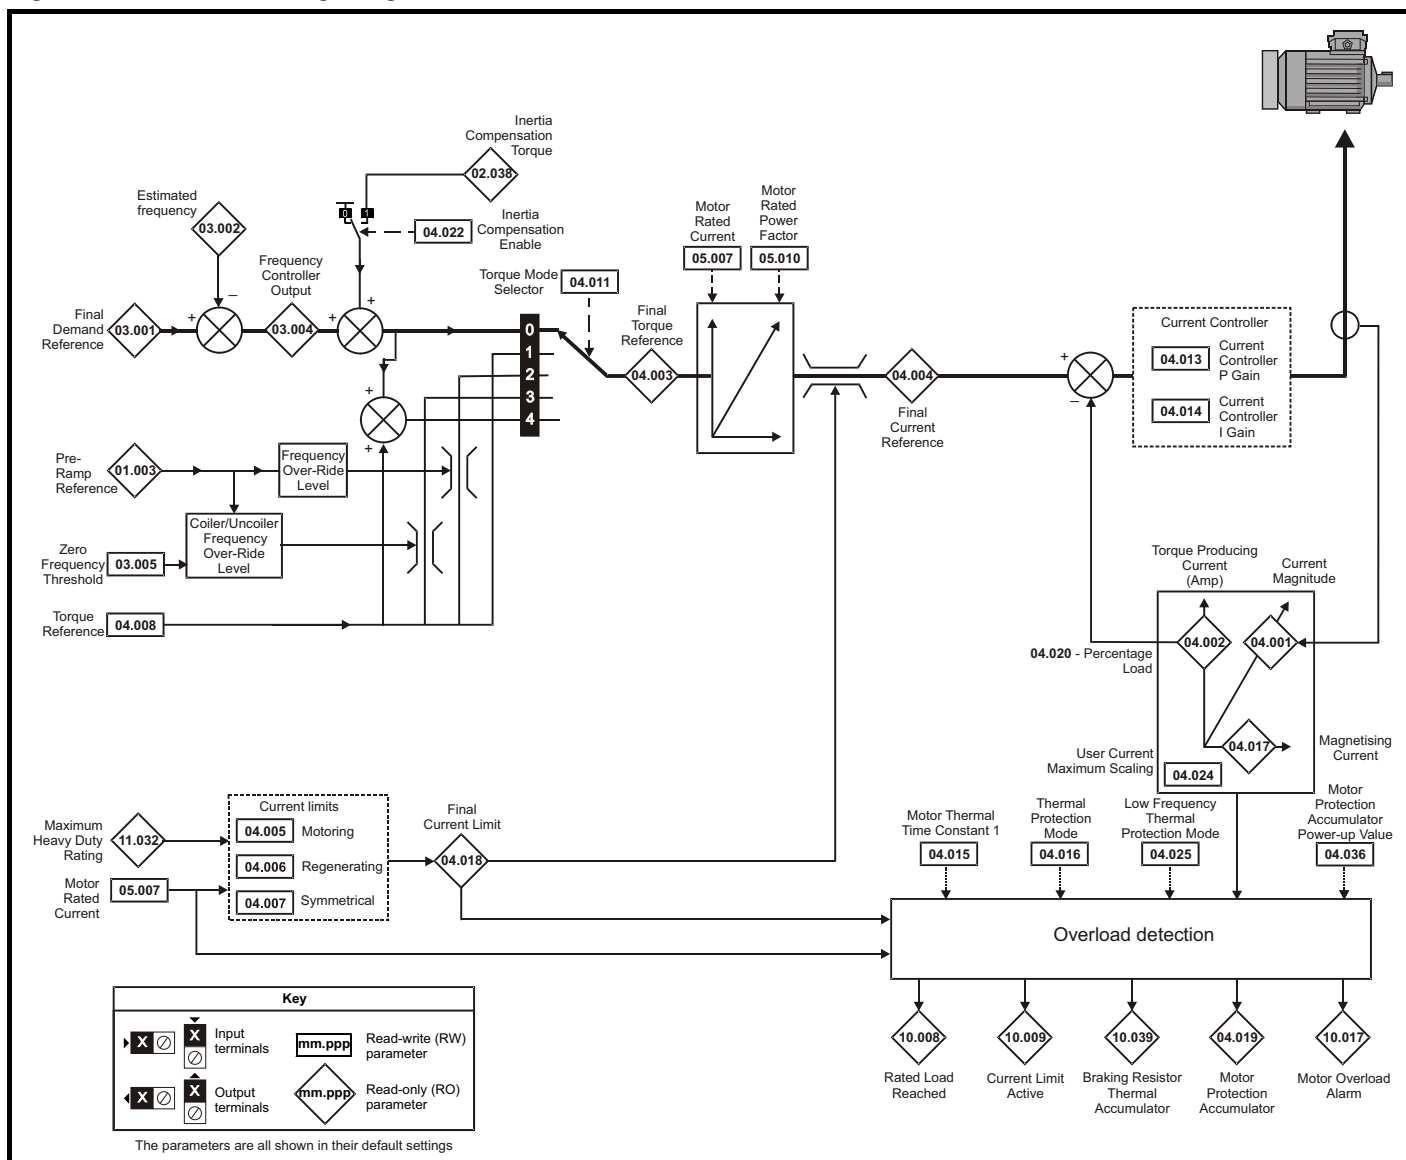 Inertia
Compensation
Torque
02.038
Estimated
frequency
03.002
0
1
04.022
Inertia
Compensation
Enable
Motor
Rated
Current
05.007
Motor
Rated
Power
Factor
05.010
Frequency
Controller
Output
03.004
Torque Mode
Selector
04.011
Final
Demand
Reference
03.001
+
–
+
+
0
1
2
3
4
+
+
Final
Torque
Reference
04.003
04.004
Final
Current
Reference
+
–
Current Controller
04.013
Current
Controller
P Gain
04.014
Current
Controller
I Gain
Pre-
Ramp
Reference
01.003
Frequency
Over-Ride
Level
Coiler/Uncoiler
Frequency
Over-Ride
Level
Zero
Frequency
Threshold
03.005
Torque
Reference
04.008
Torque Producing
Current
(Amp)
Current
Magnitude
04.002
04.001
04.020 - Percentage
Load
04.017
Magnetising
Current
User Current
Maximum Scaling
04.024
Maximum
Heavy Duty
Rating
11.032
Motor
Rated
Current
05.007
Current limits
04.005 Motoring
04.006 Regenerating
04.007 Symmetrical
Final
Current Limit
04.018
Motor Thermal
Time Constant 1
04.015
Thermal
Protection
Mode
04.016
Low Frequency
Thermal
Protection Mode
04.025
Motor
Protection
Accumulator
Power-up Value
04.036
Overload detection
10.008
Rated Load
Reached
10.009
Current Limit
Active
10.039
Braking Resistor
Thermal
Accumulator
04.019
Motor
Protection
Accumulator
10.017
Motor Overload
Alarm
Key
X
X
Input
terminals
mm.ppp
Read-write (RW)
parameter
X
X
Output
terminals
mm.ppp
Read-only (RO)
parameter
The parameters are all shown in their default settings